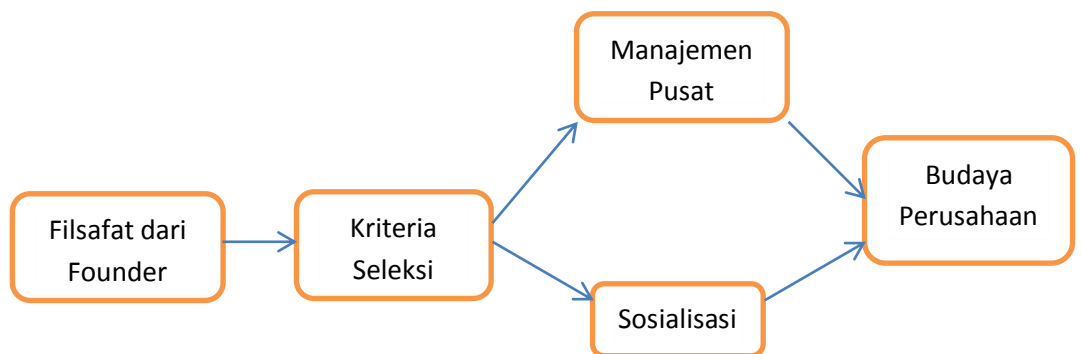 Filsafat dari
Founder
Kriteria
Seleksi
Manajemen
Pusat
Sosialisasi
Budaya
Perusahaan